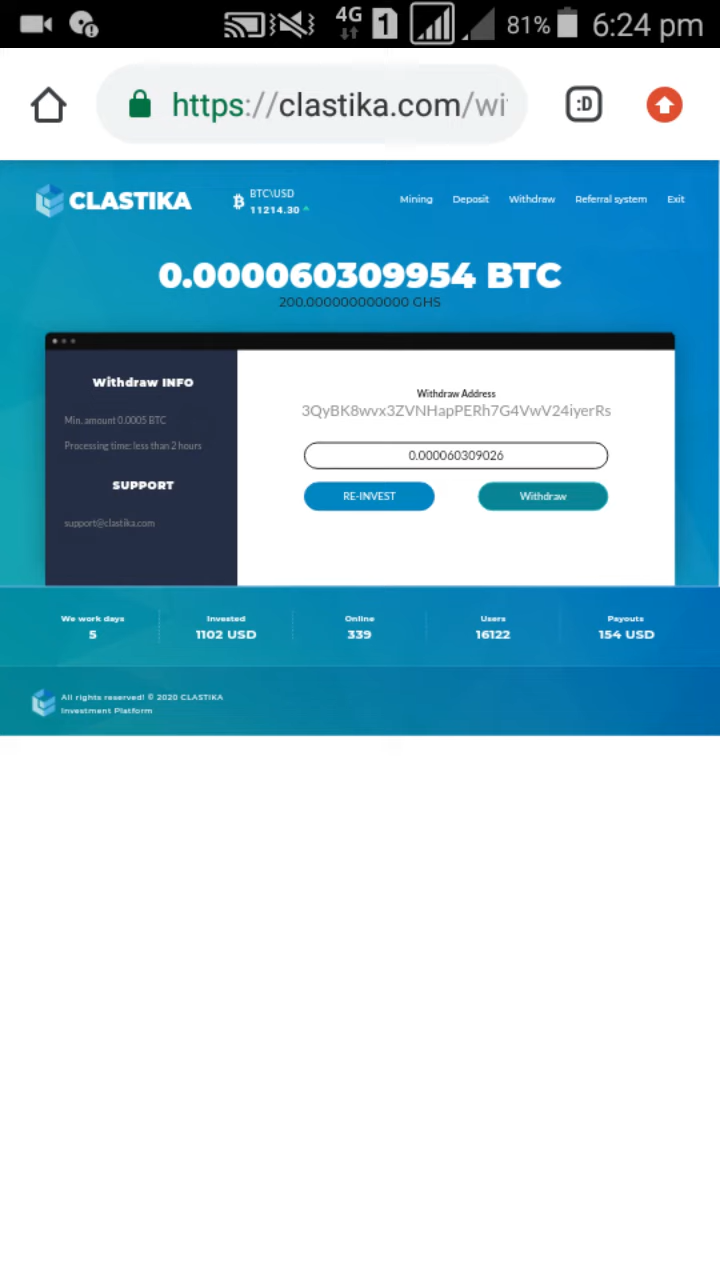 4G 1 81% 6:24 pm
https://clastika.com/wi
:D
CLASTIKA
BTC\USD
11214.30
Mining Deposit Withdraw Referral system Exit
0.000060309954 BTC
200.000000000000 GHS
Withdraw INFO
Min. amount 0.0005 BTC
Processing time: less than 2 hours
SUPPORT
support@clastika.com
Withdraw Address
3QyBK8wvx3ZVNHapPERh7G4VwV24iyerRs
0.000060309026
RE-INVEST Withdraw
We work days Invested Online Users Payouts
5 1102 USD 339 16122 154 USD
All rights reserved! © 2020 CLASTIKA
Investment Platform